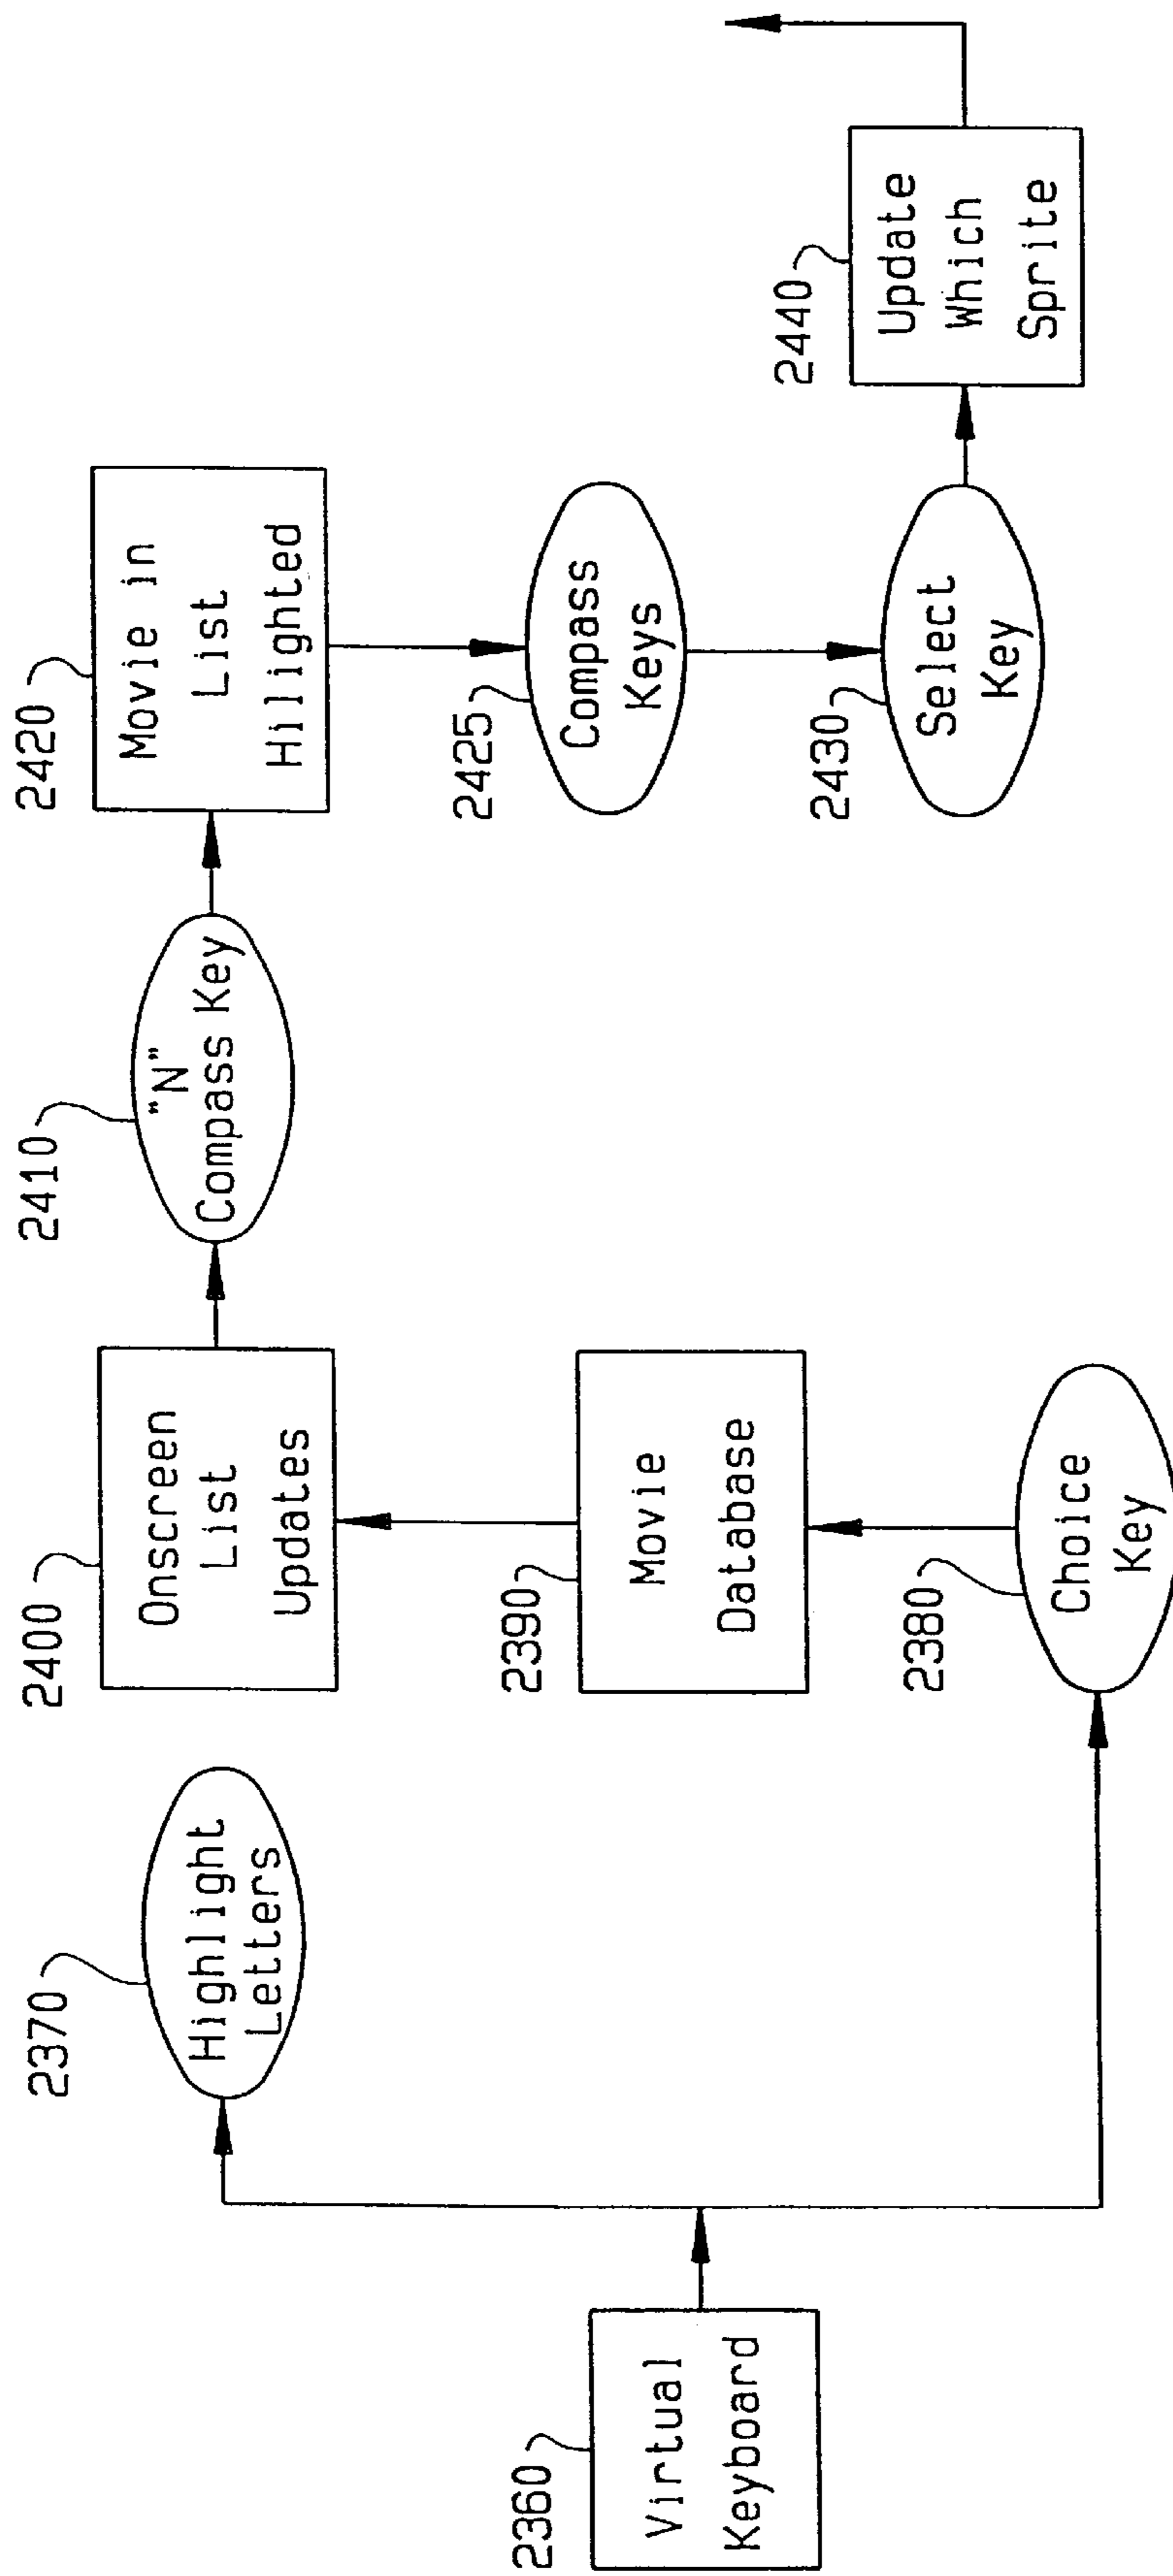 2360
Virtual
Keyboard
2370
Highlight
Letters
2380
Choice
Key
2390
Movie
Database
2400
Onscreen
List
Updates
2410
"N"
Compass Key
2420
Movie in
List
Hilighted
2425
Compass
Keys
2430
Select
Key
2440
Update
Which
Sprite